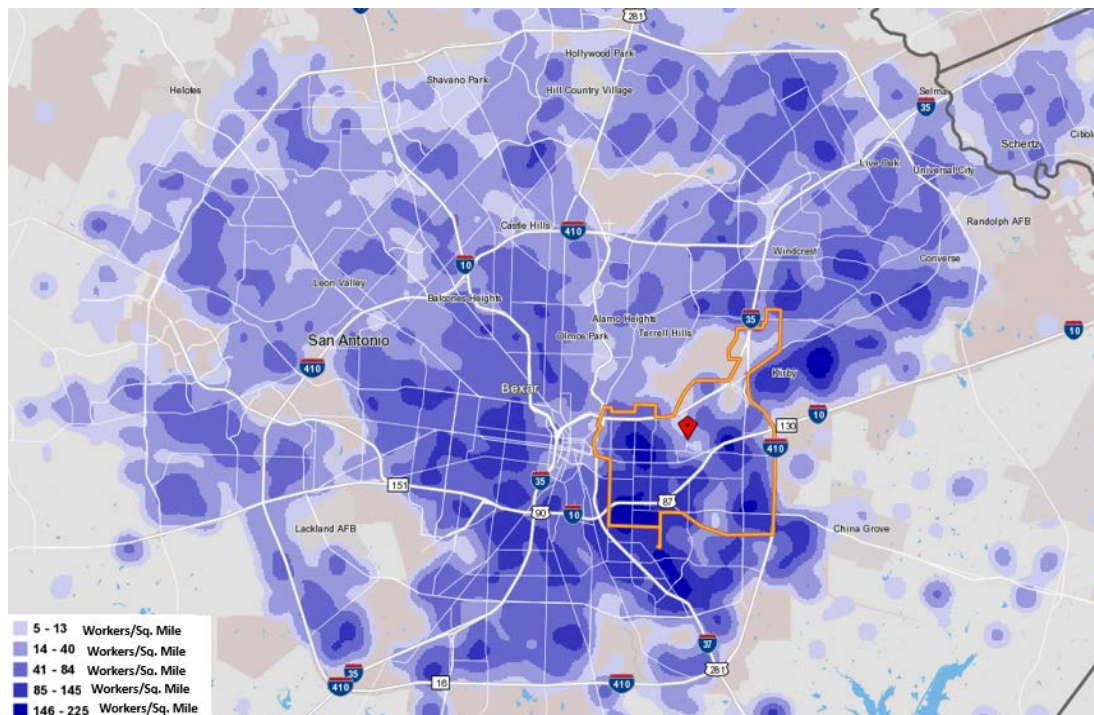 281
Hollywood Park
Helotes
Shavano Park
Hill Country Village
Selma
35
Schertz
Cibolo
Live Oak
Universal City
Randolph AFB
Castle Hills
410
Windcrest
Converse
10
Leon Valley
Balcones Heights
Alamo Heights
35
Terrell Hills
Olmos Park
10
San Antonio
410
Kirby
Bexar
10
130
410
35
151
87
90
10
Lackland AFB
China Grove
37
281
35
410
16
410
5 - 13 Workers/Sq. Mile
14 - 40 Workers/Sq. Mile
41 - 84 Workers/Sq. Mile
85 - 145 Workers/Sq. Mile
146 - 225 Workers/Sq. Mile